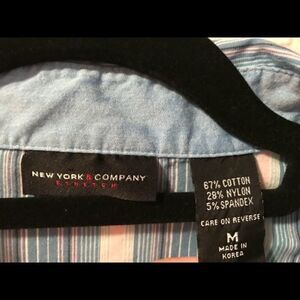 NEW YORK & COMPANY
STRETCH
67% COTTON
28% NYLON
5% SPANDEX
CARE ON REVERSE
M
MADE IN
KOREA